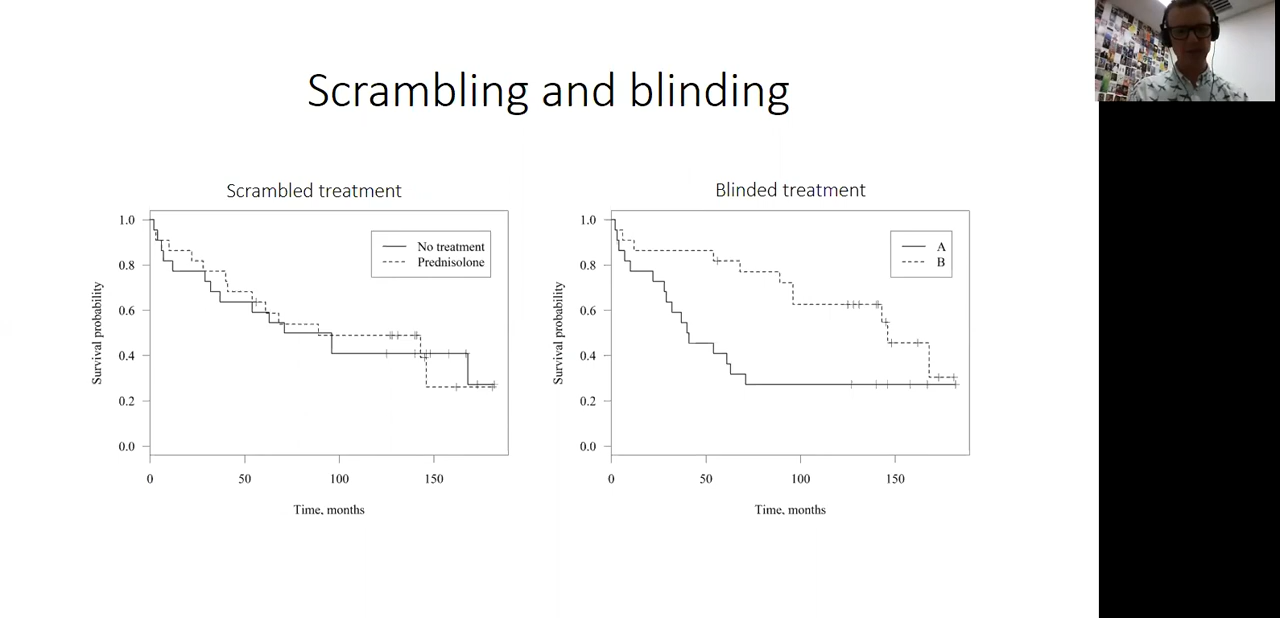 Scrambling and blinding
Scrambled treatment
1.0
0.8
0.6
0.4
0.2
0.0
Survival probability
No treatment
Prednisolone
0 50 100 150
Time, months
Blinded treatment
1.0
0.8
0.6
0.4
0.2
0.0
Survival probability
A
B
0 50 100 150
Time, months